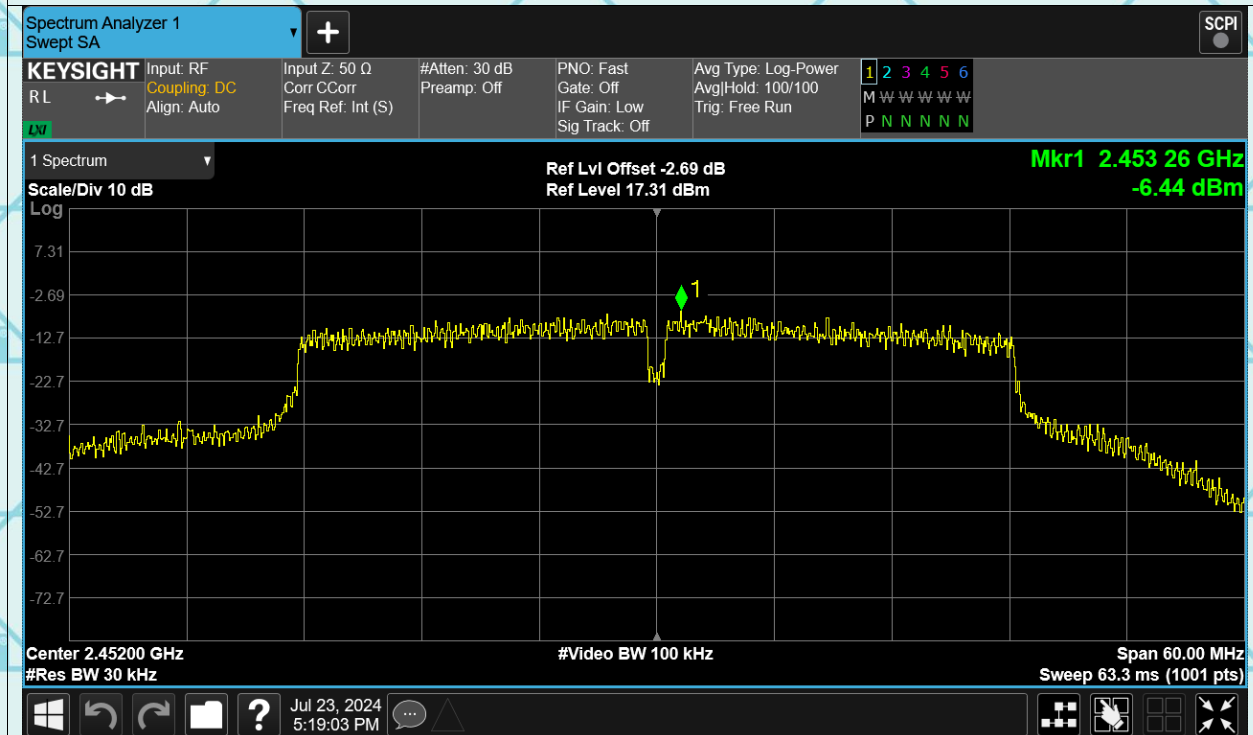 Spectrum Analyzer 1
Swept SA
+
SCPI
KEYSIGHT
R L
LXI
Input: RF
Coupling: DC
Align: Auto
Input Z: 50 Ω
Corr CCorr
Freq Ref: Int (S)
#Atten: 30 dB
Preamp: Off
PNO: Fast
Gate: Off
IF Gain: Low
Sig Track: Off
Avg Type: Log-Power
Avg|Hold: 100/100
Trig: Free Run
1 2 3 4 5 6
M W W W W W
P N N N N N
1 Spectrum
Scale/Div 10 dB
Ref Lvl Offset -2.69 dB
Ref Level 17.31 dBm
Mkr1 2.453 26 GHz
-6.44 dBm
Log
7.31
-2.69
1
-12.7
-22.7
-32.7
-42.7
-52.7
-62.7
-72.7
Center 2.45200 GHz
#Video BW 100 kHz
Span 60.00 MHz
#Res BW 30 kHz
Sweep 63.3 ms (1001 pts)
?
Jul 23, 2024
5:19:03 PM